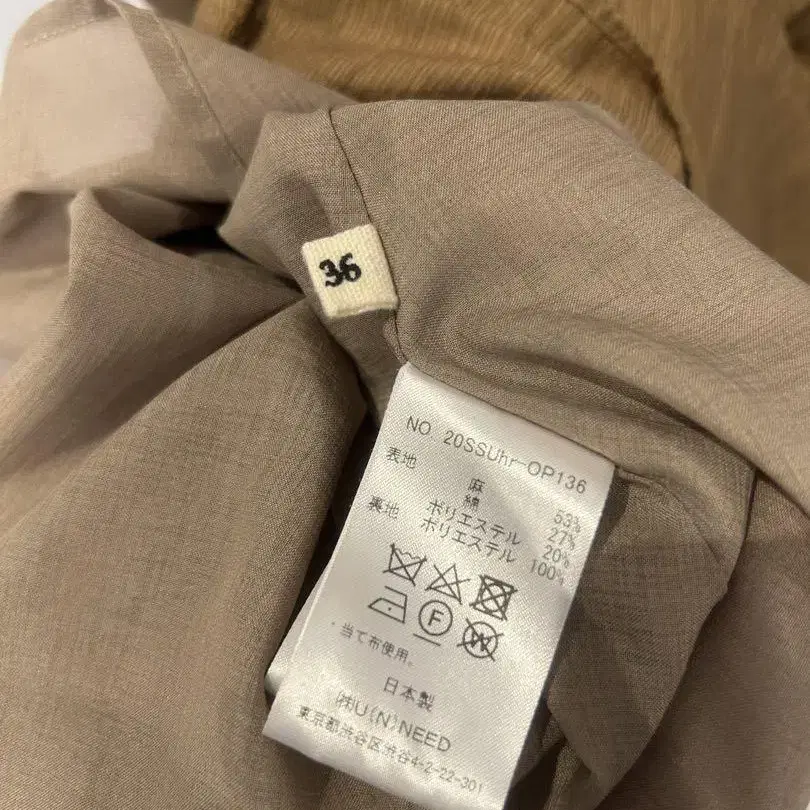 36
NO 20SSUhr-OP136
表地
麻 53%
綿 27%
ポリエステル 20%
裏地 ポリエステル 100%
F
W
・当て布使用。
日本製
㈱U(N)NEED
東京都渋谷区渋谷4-2-22-301